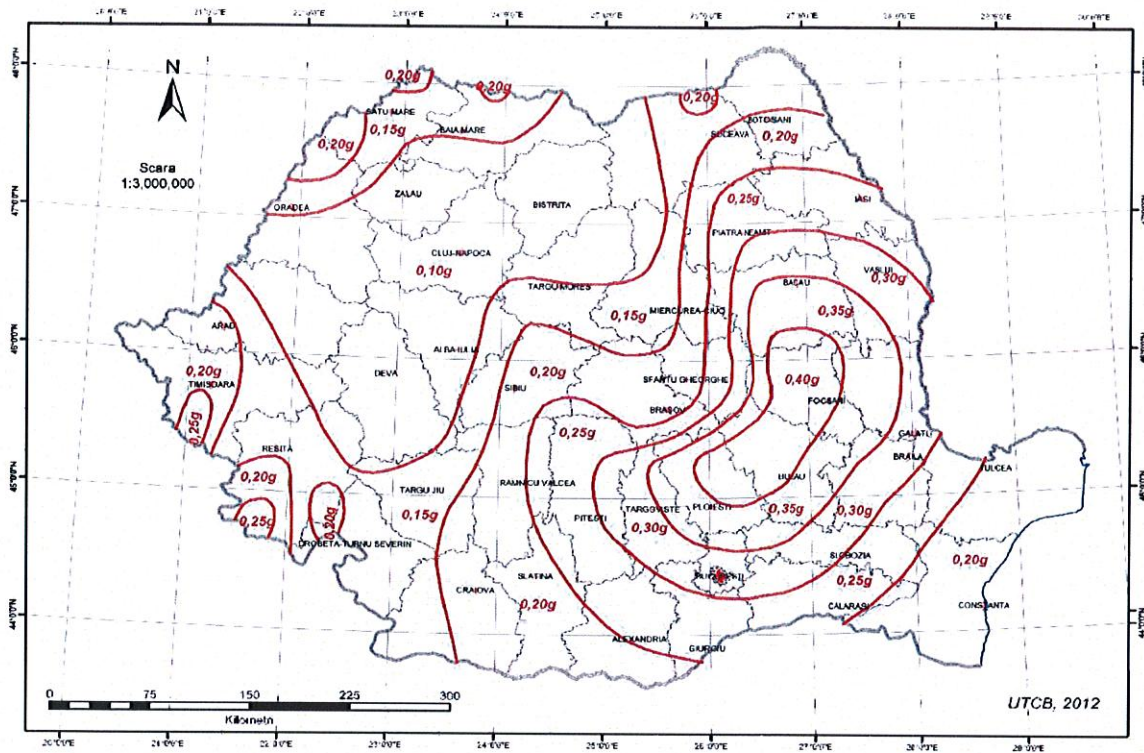 N
Scara
1:3,000,000
0,20g
0,20g
0,20g
SATU MARE
0,15g
BAIA MARE
0,20g
SUCEAVA
BOTOSANI
0,20g
ORADEA
ZALAU
BISTRITA
0,25g
IASI
PIATRA NEAMT
CLUJ-NAPOCA
0,10g
VASLUI
0,30g
TARGU MURES
BACAU
0,15g
MIERCUREA-CIUC
0,35g
ARAD
ALBA-IULIA
DEVA
0,20g
TIMISOARA
0,20g
SIBIU
SFANTU GHEORGHE
0,40g
FOCSANI
BRASOV
0,25g
0,25g
GALATI
BRAILA
RESITA
0,20g
TULCEA
TARGU JIU
RAMNICU VALCEA
BUZAU
0,25g
0,20g
0,15g
PITESTI
TARGOVISTE
0,30g
PLOIESTI
0,35g
0,30g
DROBETA-TURNU SEVERIN
SLOBOZIA
0,20g
CRAIOVA
SLATINA
0,20g
BUCURESTI
0,25g
CALARASI
CONSTANTA
ALEXANDRIA
GIURGIU
0 75 150 225 300
Kilometri
UTCB, 2012